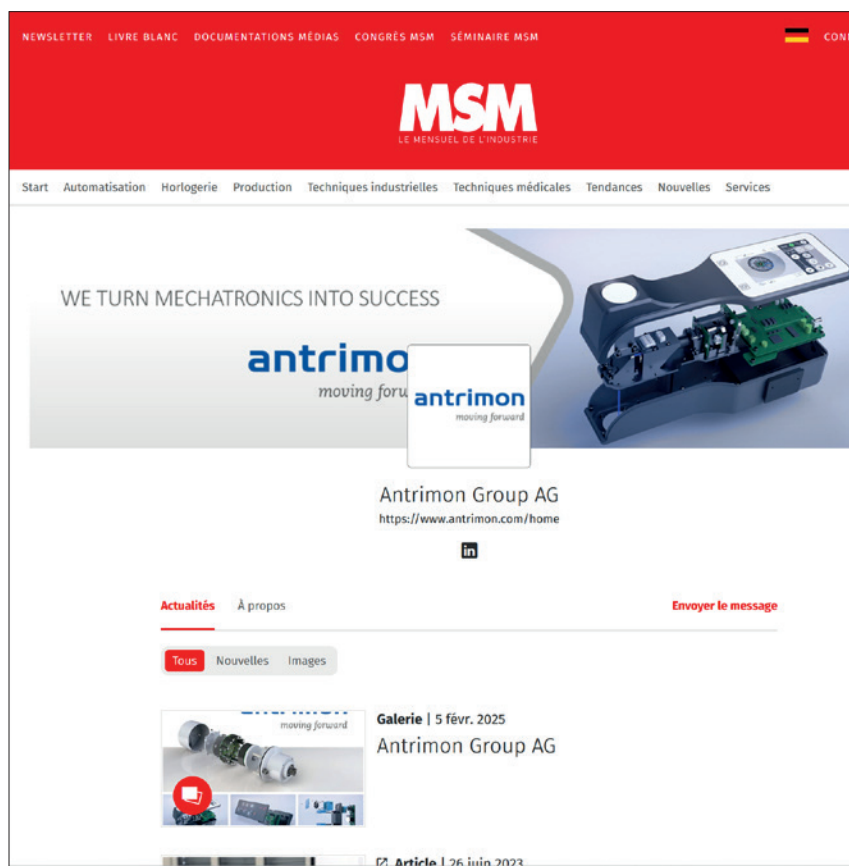 NEWSLETTER LIVRE BLANC DOCUMENTATIONS MÉDIAS CONGRÈS MSM SÉMINAIRE MSM
MSM
LE MENSUEL DE L'INDUSTRIE
Start Automatisation Horlogerie Production Techniques industrielles Techniques médicales Tendances Nouvelles Services
WE TURN MECHATRONICS INTO SUCCESS
antrimo
moving forw
antrimon
moving forward
Antrimon Group AG
https://www.antrimon.com/home
in
Actualités À propos Envoyer le message
Tous Nouvelles Images
moving forward
Galerie | 5 févr. 2025
Antrimon Group AG
Article | 26 juin 2023